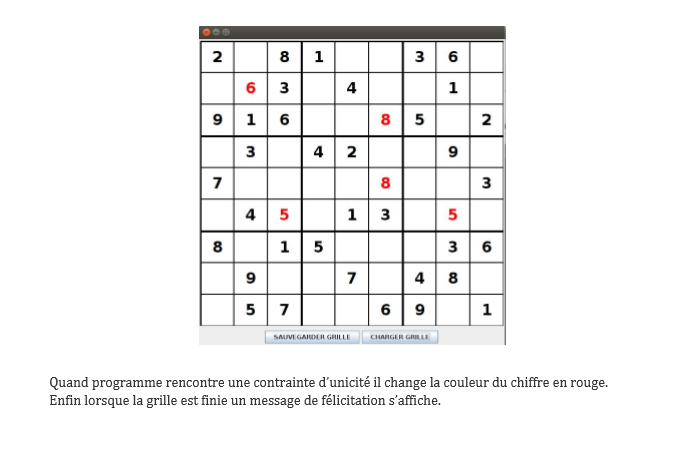 2 8 1 3 6
6 3 4 1
9 1 6 8 5 2
3 4 2 9
7 8 3
4 5 1 3 5
8 1 5 3 6
9 7 4 8
5 7 6 9 1
SAUVEGARDER GRILLE CHARGER GRILLE
Quand programme rencontre une contrainte d’unicité il change la couleur du chiffre en rouge.
Enfin lorsque la grille est finie un message de félicitation s’affiche.